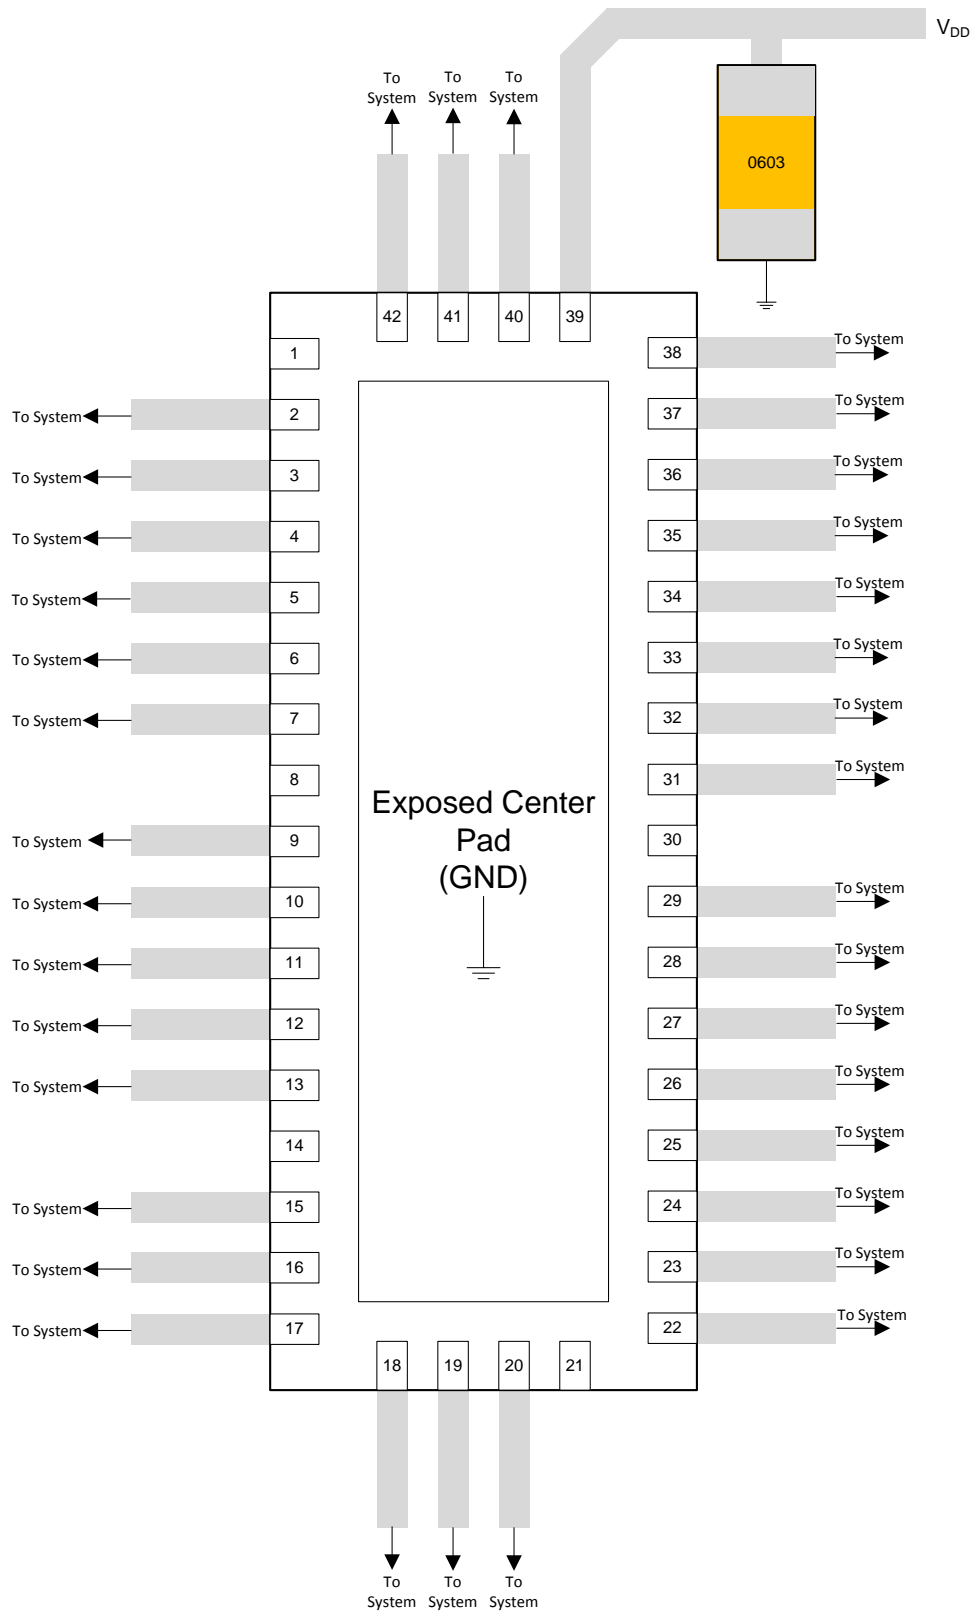 V_DD
To
System
To
System
To
System
0603
42 41 40 39
1 38 To System
To System 2 37 To System
To System 3 36 To System
To System 4 35 To System
To System 5 34 To System
To System 6 33 To System
To System 7 32 To System
8 31 To System
Exposed Center
Pad
(GND)
To System 9 30
To System 10 29 To System
To System 11 28 To System
To System 12 27 To System
To System 13 26 To System
14 25 To System
To System 15 24 To System
To System 16 23 To System
To System 17 22 To System
18 19 20 21
To
System
To
System
To
System